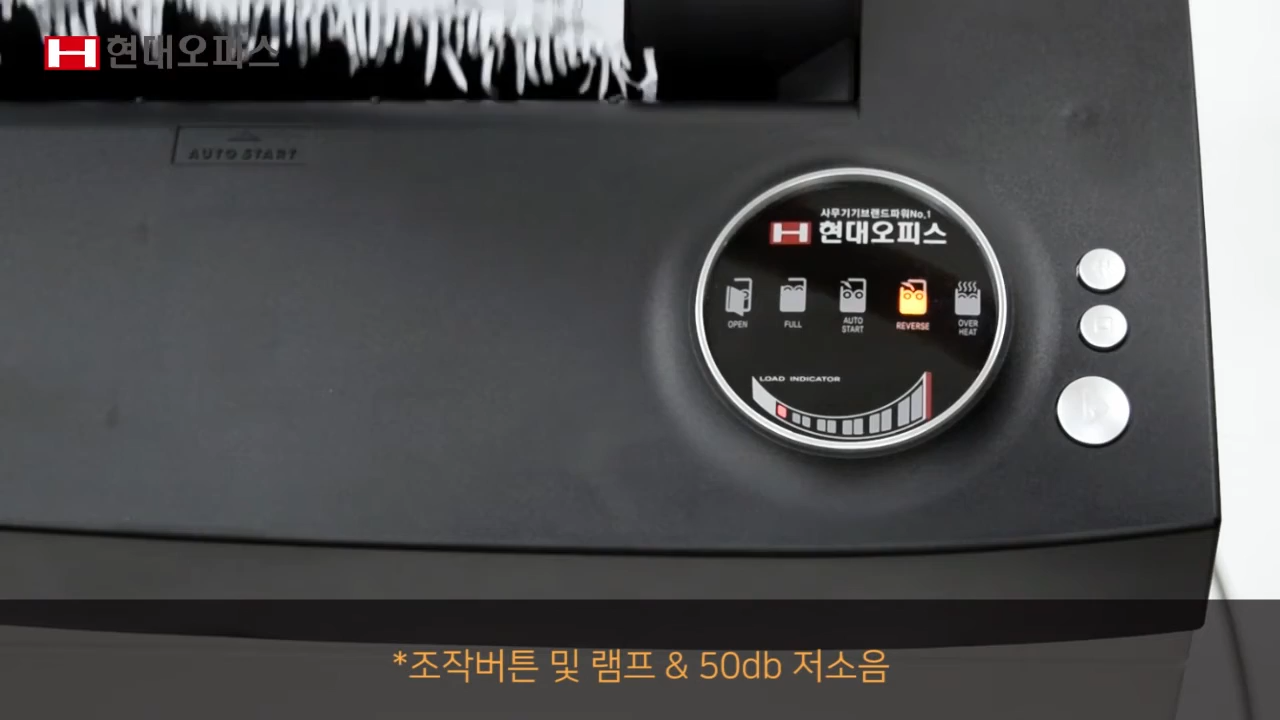 현대오피스
AUTO START
사무기기브랜드파워No.1
현대오피스
OPEN
FULL
AUTO
START
REVERSE
OVER
HEAT
LOAD INDICATOR
*조작버튼 및 램프 & 50db 저소음